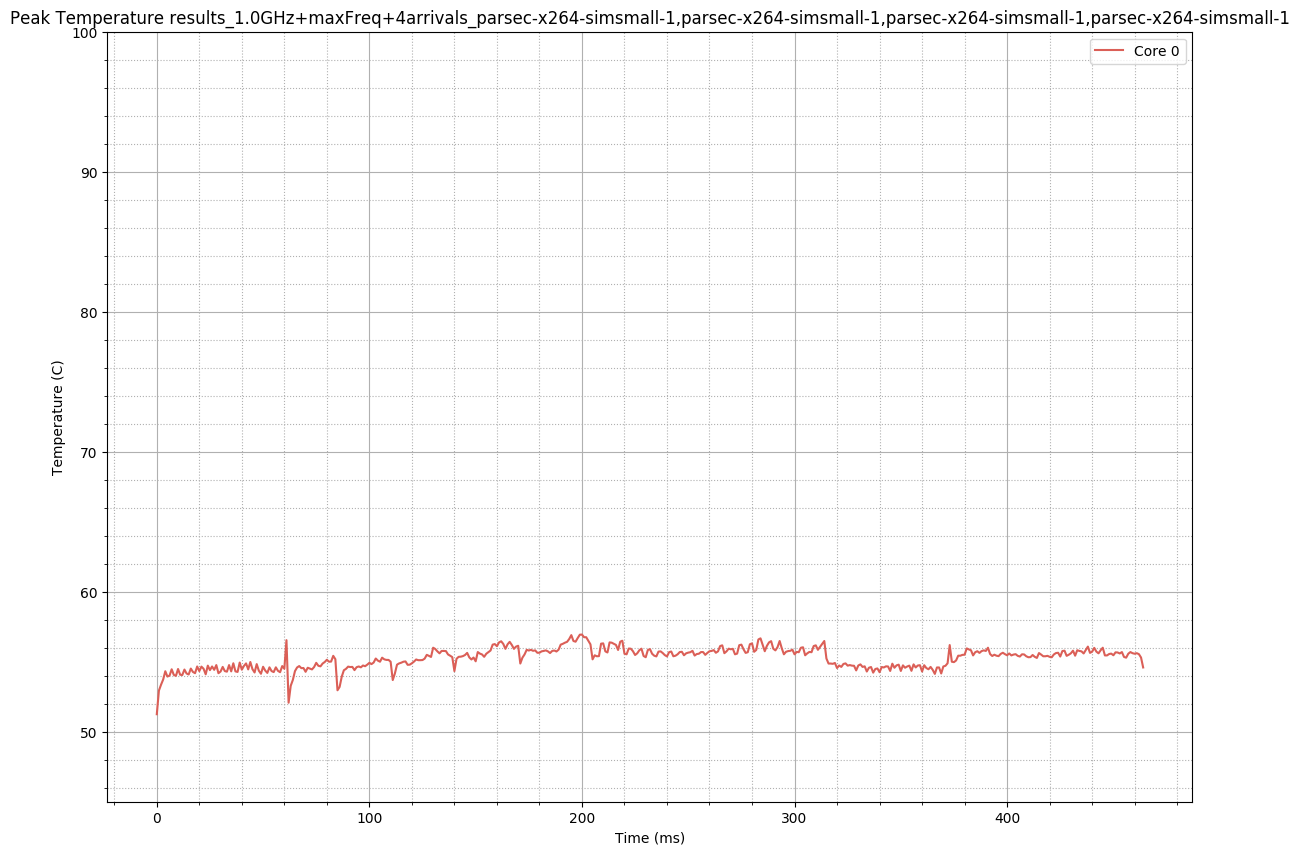 Peak Temperature results_1.0GHz+maxFreq+4arrivals_parsec-x264-simsmall-1,parsec-x264-simsmall-1,parsec-x264-simsmall-1,parsec-x264-simsmall-1
Core 0
100
90
80
70
60
50
Temperature (C)
0
100
200
300
400
Time (ms)